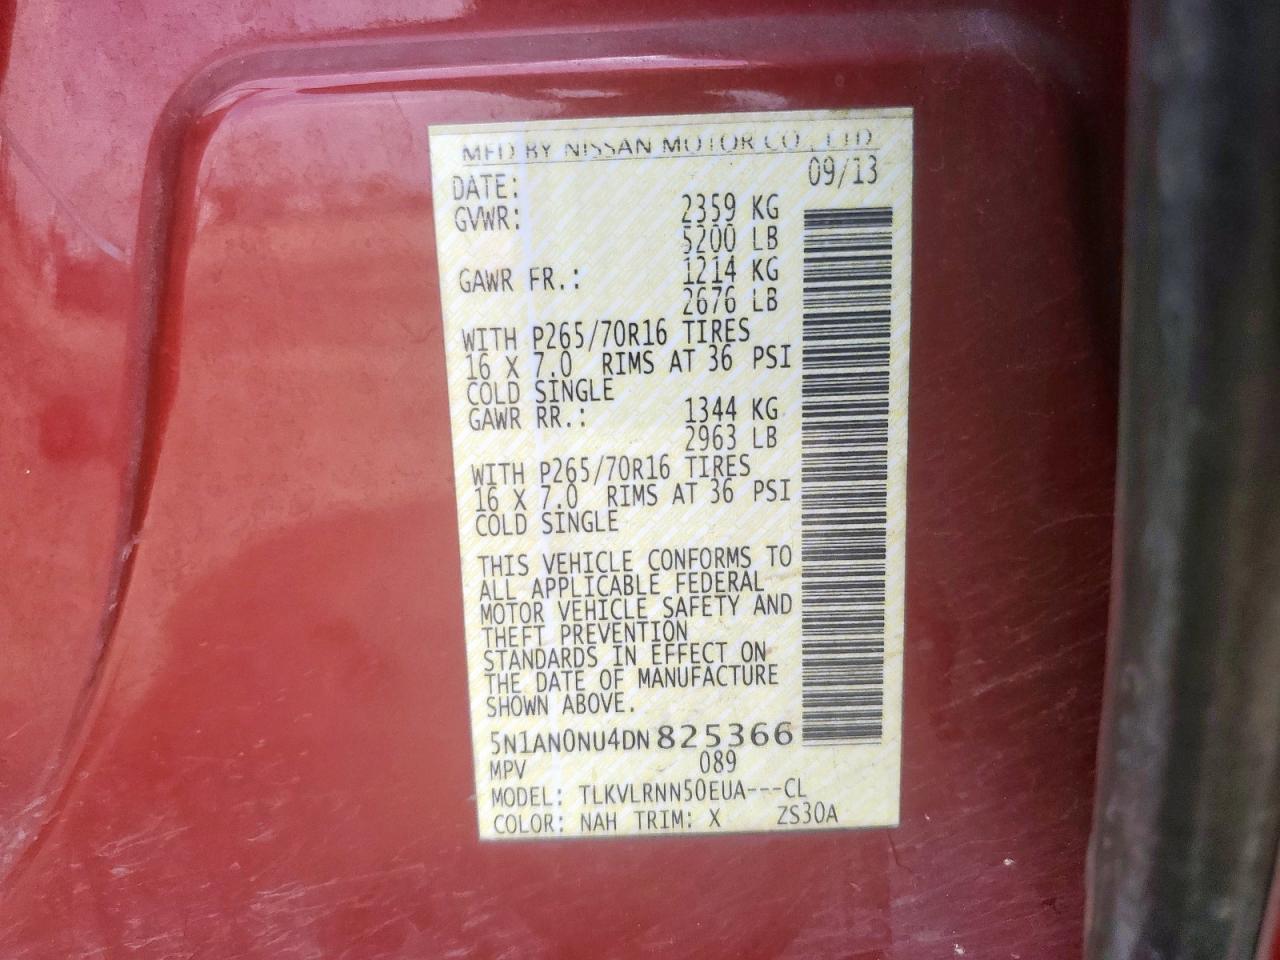 MFD BY NISSAN MOTOR CO., LTD
DATE: 09/13
GVWR: 2359 KG
5200 LB
GAWR FR.: 1214 KG
2676 LB
WITH P265/70R16 TIRES
16 X 7.0 RIMS AT 36 PSI
COLD SINGLE
GAWR RR.: 1344 KG
2963 LB
WITH P265/70R16 TIRES
16 X 7.0 RIMS AT 36 PSI
COLD SINGLE
THIS VEHICLE CONFORMS TO
ALL APPLICABLE FEDERAL
MOTOR VEHICLE SAFETY AND
THEFT PREVENTION
STANDARDS IN EFFECT ON
THE DATE OF MANUFACTURE
SHOWN ABOVE.
5N1AN0NU4DN825366
MPV 089
MODEL: TLKVLRNN50EUA---CL
COLOR: NAH TRIM: X ZS30A